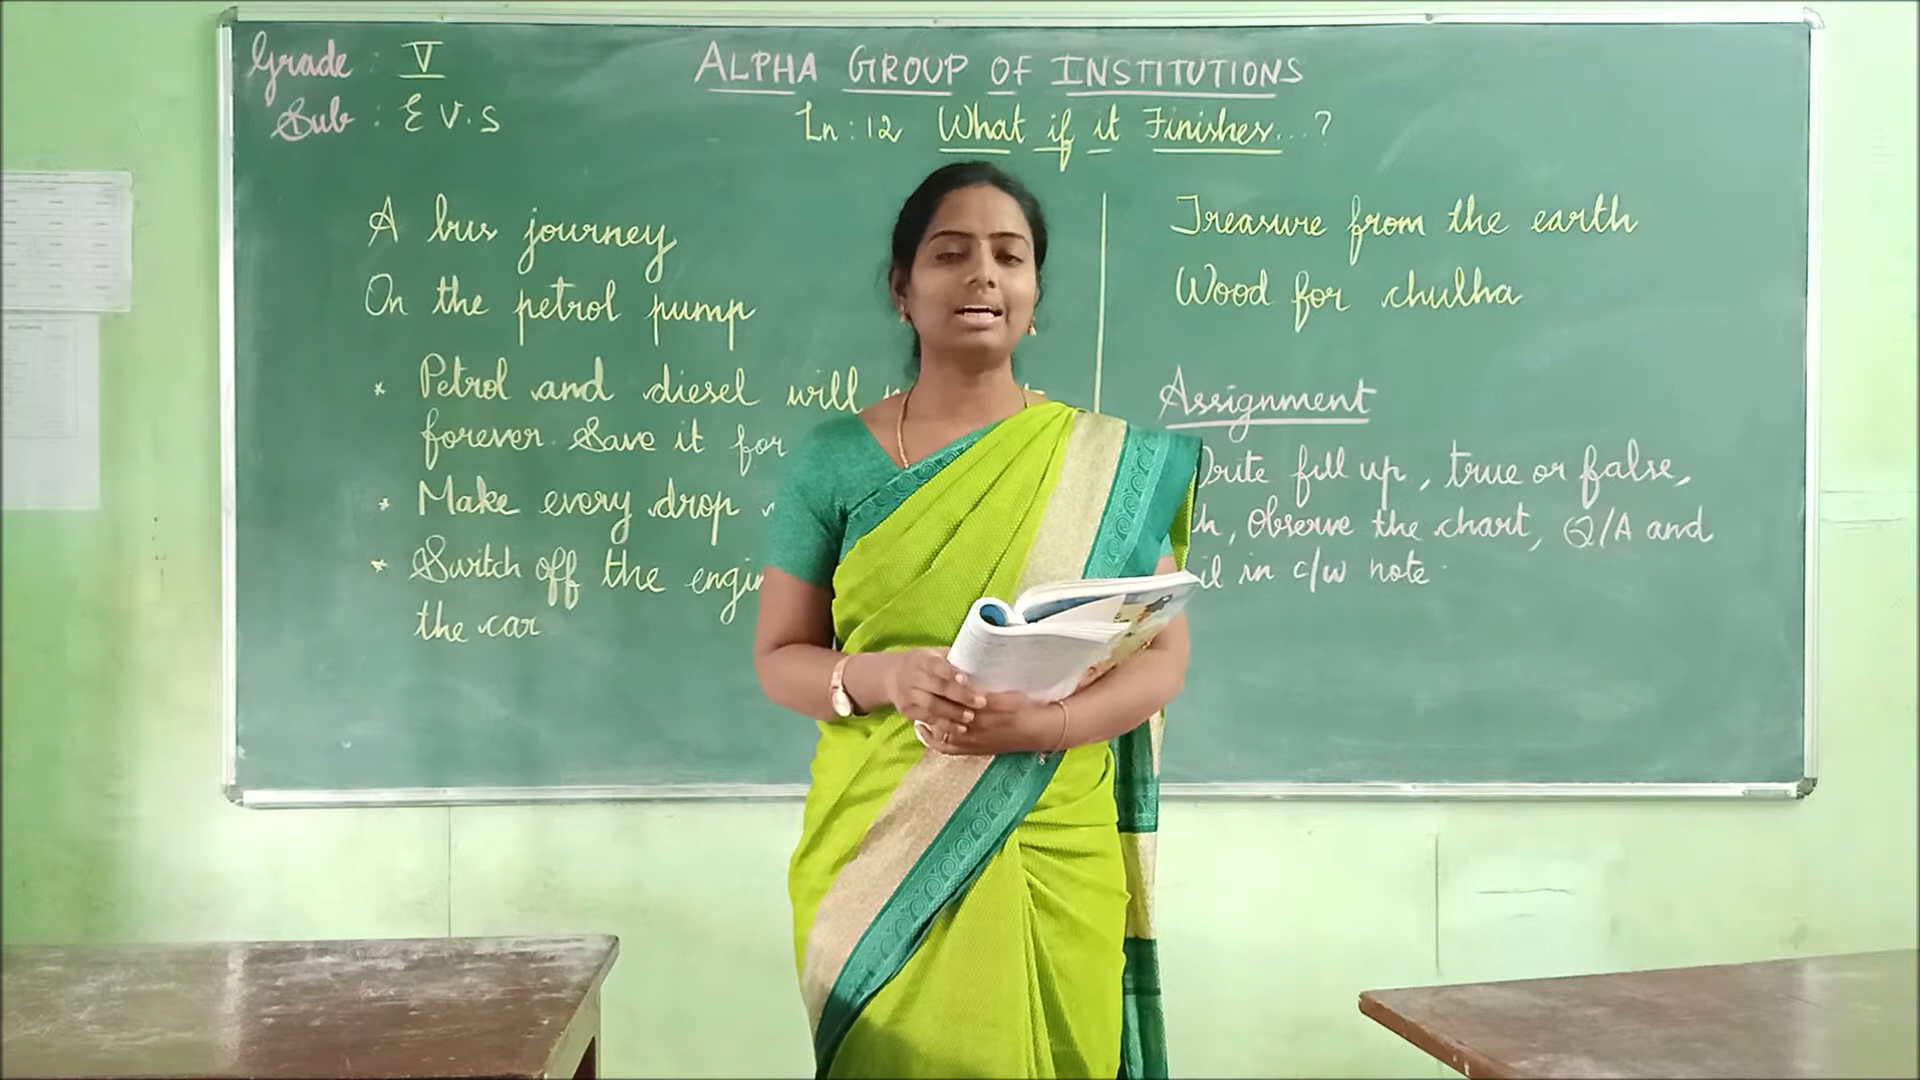 Grade : V
Sub : E V.S
ALPHA GROUP OF INSTITUTIONS
Ln : 12 What if it Finishes...?
A bus journey
On the petrol pump
* Petrol and diesel will
forever. Save it for
* Make every drop
* Switch off the
the car
Treasure from the earth
Wood for chulha
Assignment
fill up, true or false,
Observe the chart, Q/A and
in c/w note.